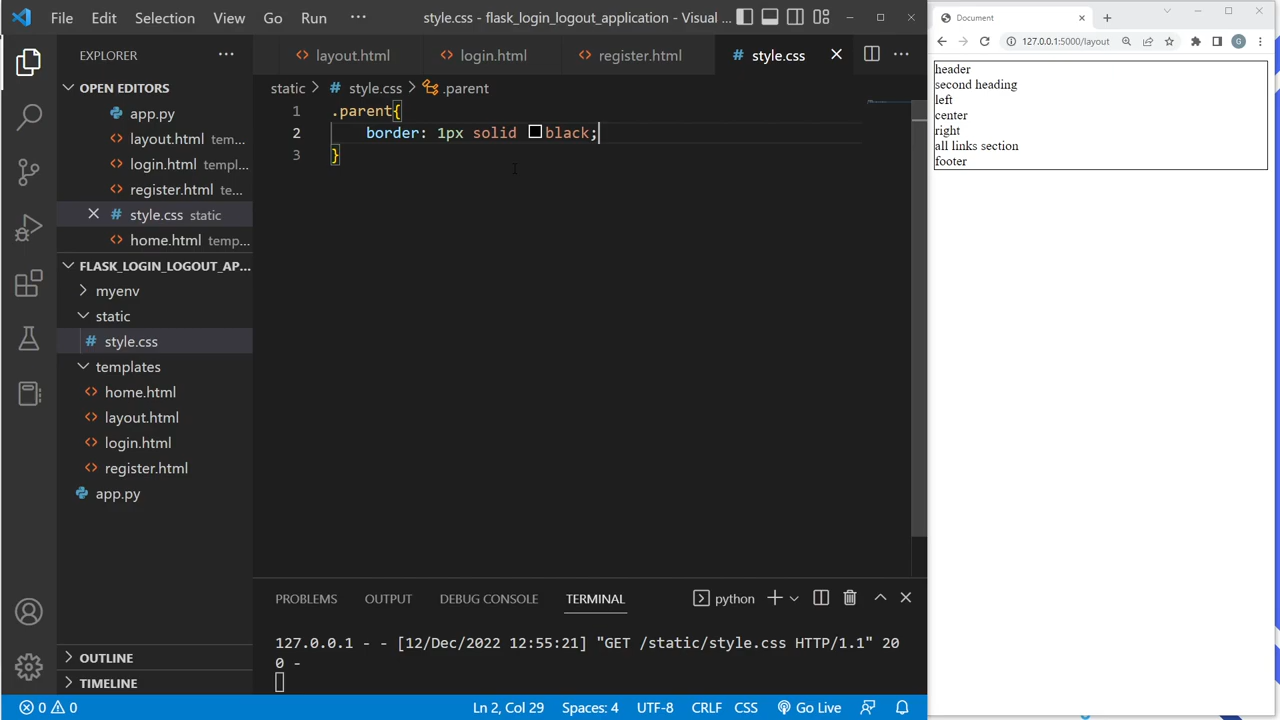 File Edit Selection View Go Run ··· style.css - flask_login_logout_application - Visual ...
EXPLORER ···
OPEN EDITORS
app.py
layout.html tem...
login.html templ...
register.html te...
style.css static
home.html temp...
FLASK_LOGIN_LOGOUT_AP...
myenv
static
style.css
templates
home.html
layout.html
login.html
register.html
app.py
OUTLINE
TIMELINE
layout.html login.html register.html # style.css
static > # style.css > .parent
1 .parent{
2 border: 1px solid black;
3 }
PROBLEMS OUTPUT DEBUG CONSOLE TERMINAL python
127.0.0.1 - - [12/Dec/2022 12:55:21] "GET /static/style.css HTTP/1.1" 20
0 -
0 0 Ln 2, Col 29 Spaces: 4 UTF-8 CRLF CSS Go Live
Document
127.0.0.1:5000/layout G
header
second heading
left
center
right
all links section
footer